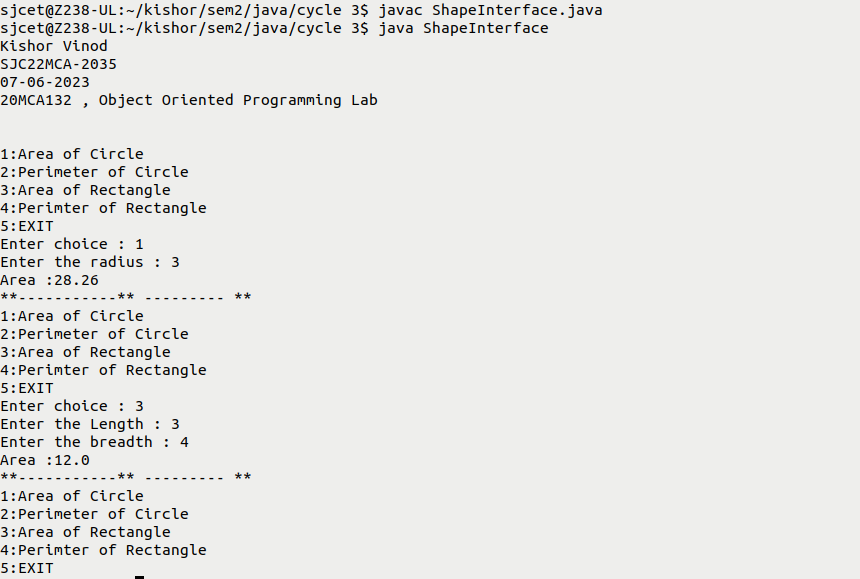 sjcet@Z238-UL:~/kishor/sem2/java/cycle 3$ javac ShapeInterface.java
sjcet@Z238-UL:~/kishor/sem2/java/cycle 3$ java ShapeInterface
Kishor Vinod
SJC22MCA-2035
07-06-2023
20MCA132 , Object Oriented Programming Lab
1:Area of Circle
2:Perimeter of Circle
3:Area of Rectangle
4:Perimter of Rectangle
5:EXIT
Enter choice : 1
Enter the radius : 3
Area :28.26
**-----------** --------- **
1:Area of Circle
2:Perimeter of Circle
3:Area of Rectangle
4:Perimter of Rectangle
5:EXIT
Enter choice : 3
Enter the Length : 3
Enter the breadth : 4
Area :12.0
**-----------** --------- **
1:Area of Circle
2:Perimeter of Circle
3:Area of Rectangle
4:Perimter of Rectangle
5:EXIT